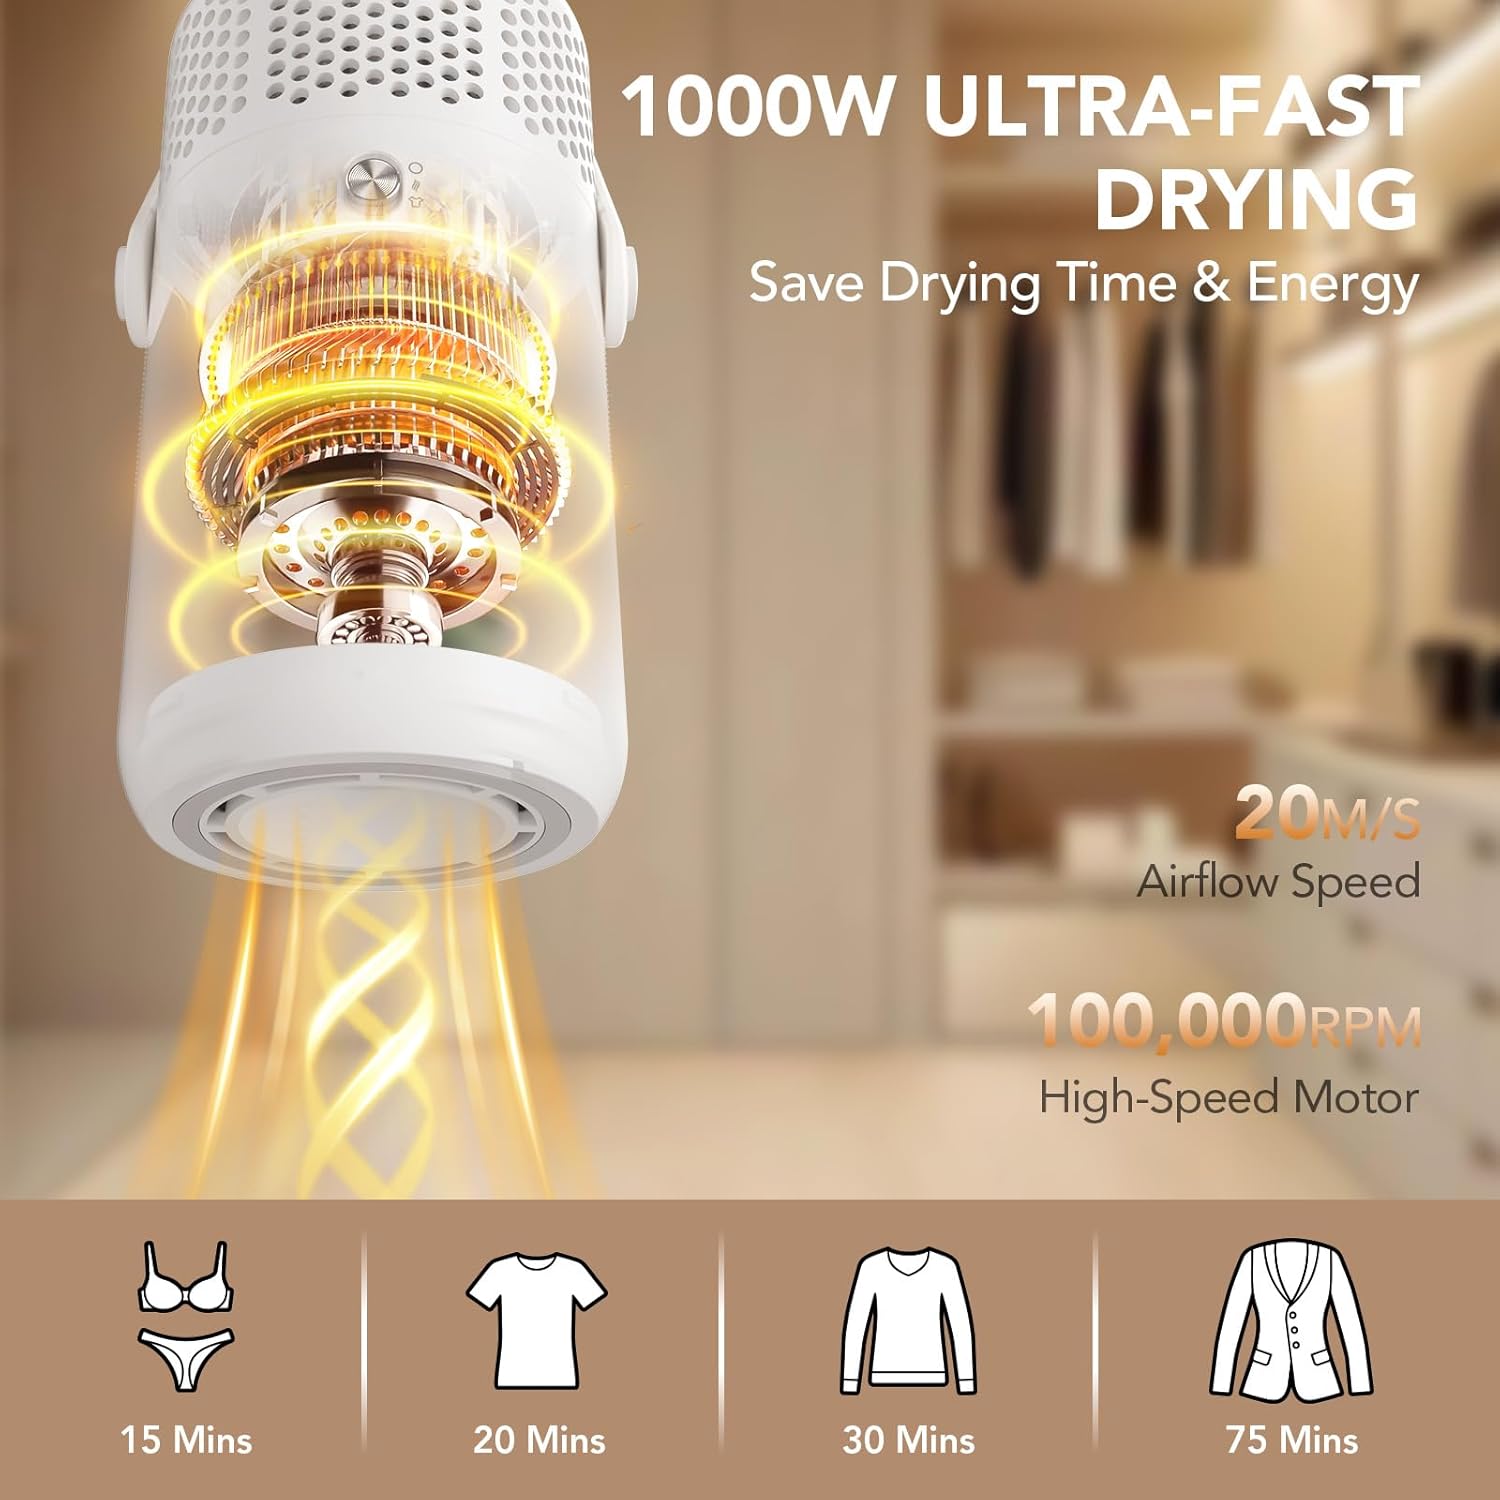 1000W ULTRA-FAST
DRYING
Save Drying Time & Energy
20M/S
Airflow Speed
100,000RPM
High-Speed Motor
15 Mins
20 Mins
30 Mins
75 Mins